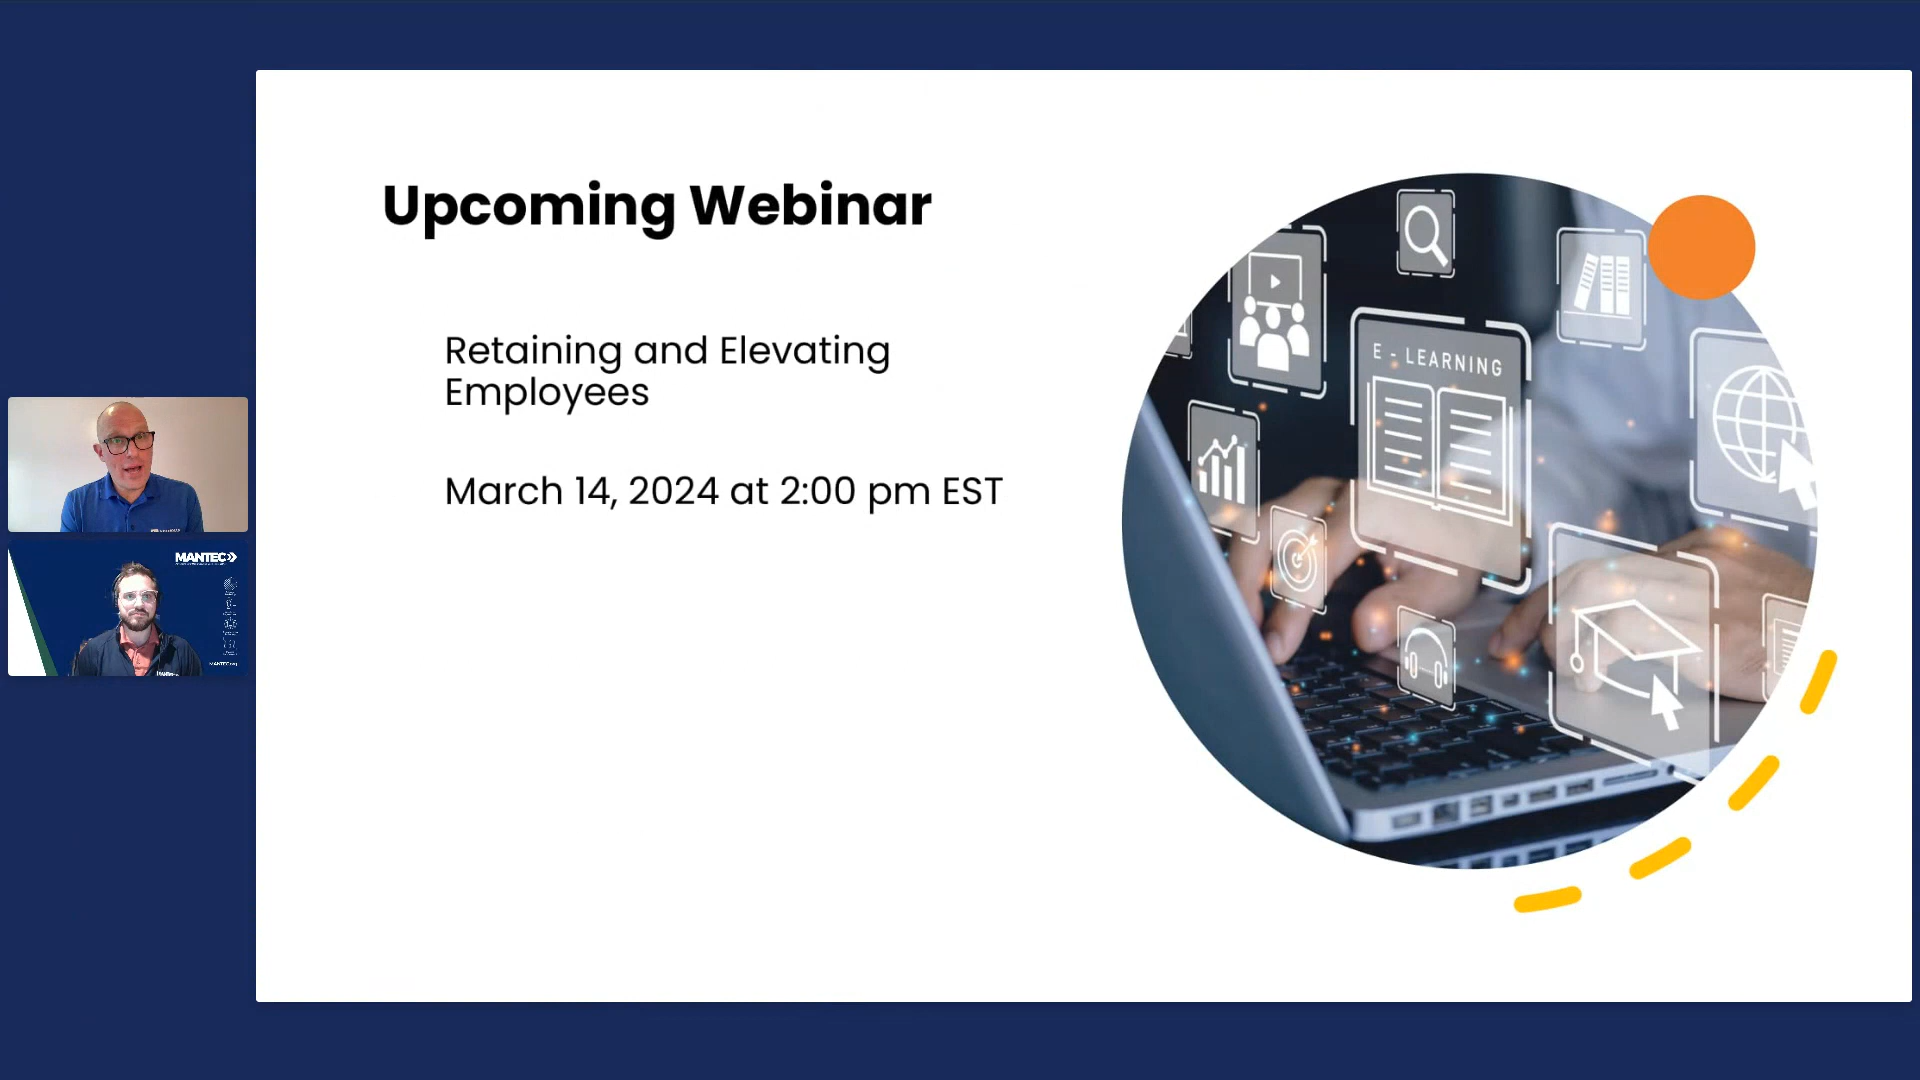 Upcoming Webinar
Retaining and Elevating
Employees
March 14, 2024 at 2:00 pm EST
E - LEARNING
MANTEC